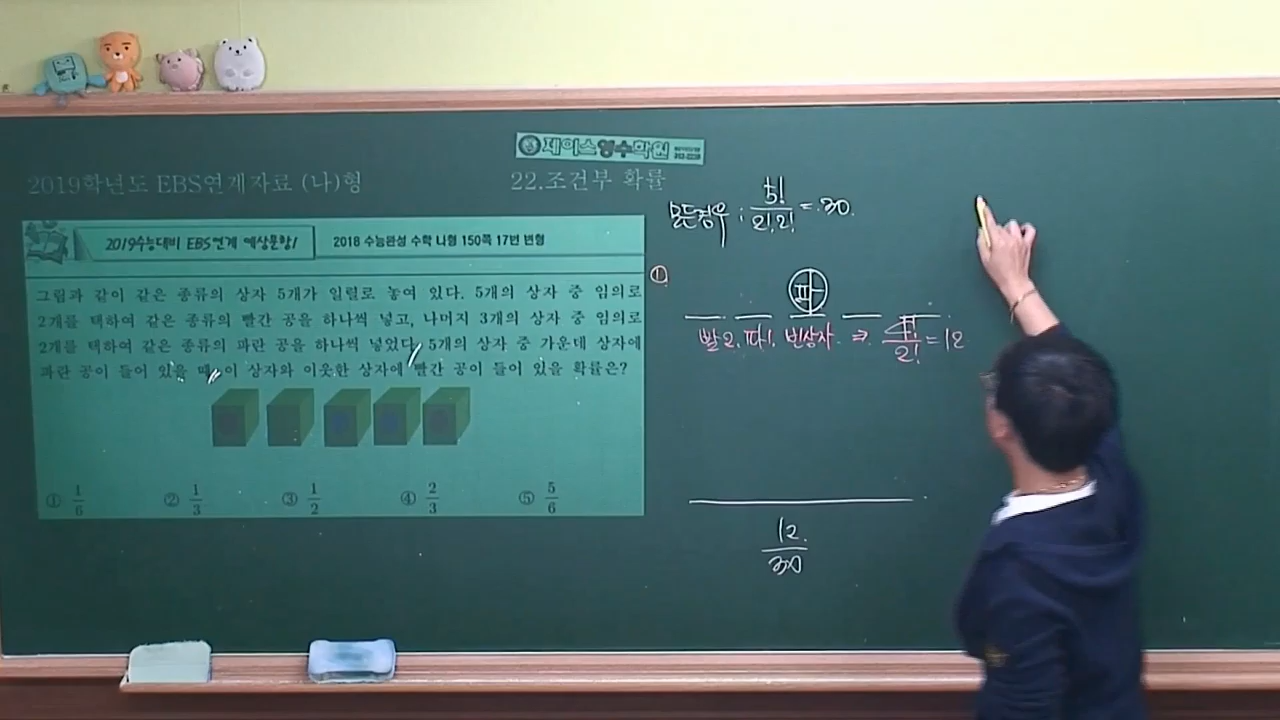 제이스영수학원
2019학년도 EBS연계자료 (나)형
22.조건부 확률
2019수능대비 EBS연계 예상문항1
2018 수능완성 수학 나형 150쪽 17번 변형
그림과 같이 같은 종류의 상자 5개가 일렬로 놓여 있다. 5개의 상자 중 임의로
2개를 택하여 같은 종류의 빨간 공을 하나씩 넣고, 나머지 3개의 상자 중 임의로
2개를 택하여 같은 종류의 파란 공을 하나씩 넣었다. 5개의 상자 중 가운데 상자에
파란 공이 들어 있을 때, 이 상자와 이웃한 상자에 빨간 공이 들어 있을 확률은?
① 1/6 ② 1/3 ③ 1/2 ④ 2/3 ⑤ 5/6
모든경우 : 5!/2!2! = 30.
①
파
빨2. 파1. 빈상자 ⇒ 4!/2! = 12
12/30